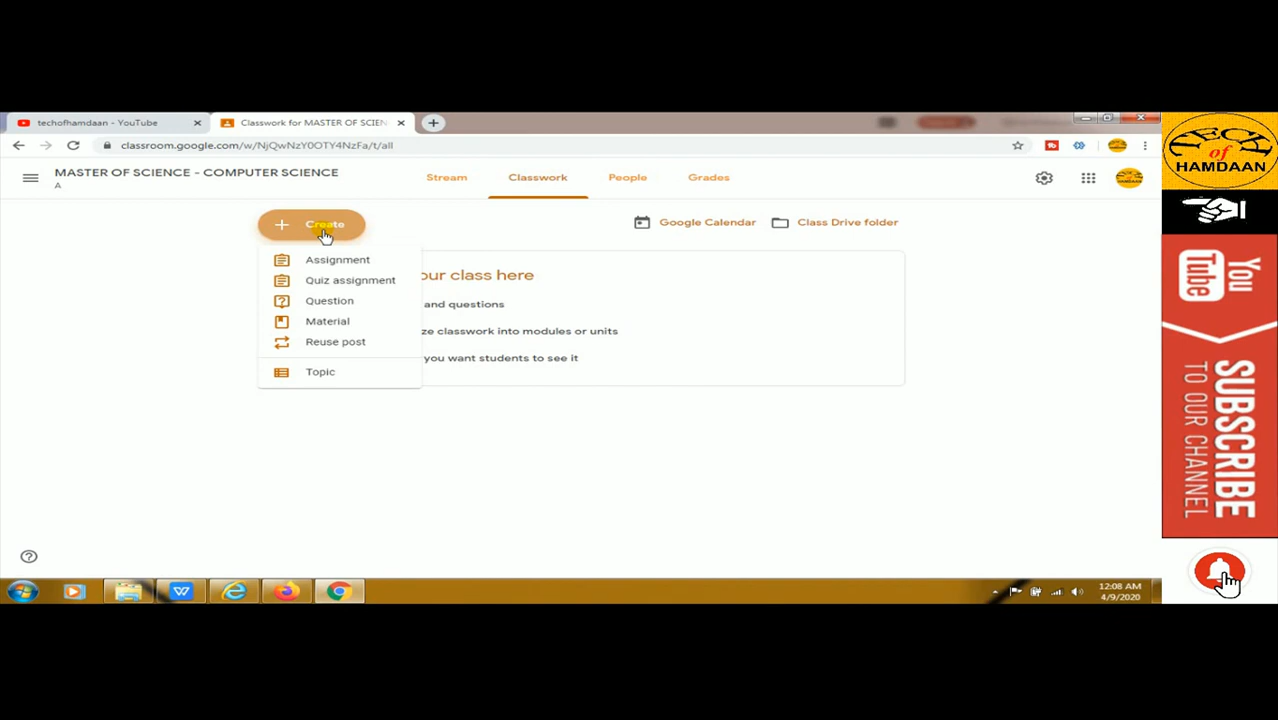 techofhamdaan - YouTube
Classwork for MASTER OF SCIEN
classroom.google.com/w/NjQwNzY0OTY4NzFa/t/all
MASTER OF SCIENCE - COMPUTER SCIENCE
A
Stream
Classwork
People
Grades
Create
Google Calendar
Class Drive folder
Assignment
Quiz assignment
Question
Material
Reuse post
Topic
our class here
and questions
ze classwork into modules or units
you want students to see it
12:08 AM
4/9/2020
TECH
of
HAMDAAN
You
Tube
SUBSCRIBE
TO OUR CHANNEL